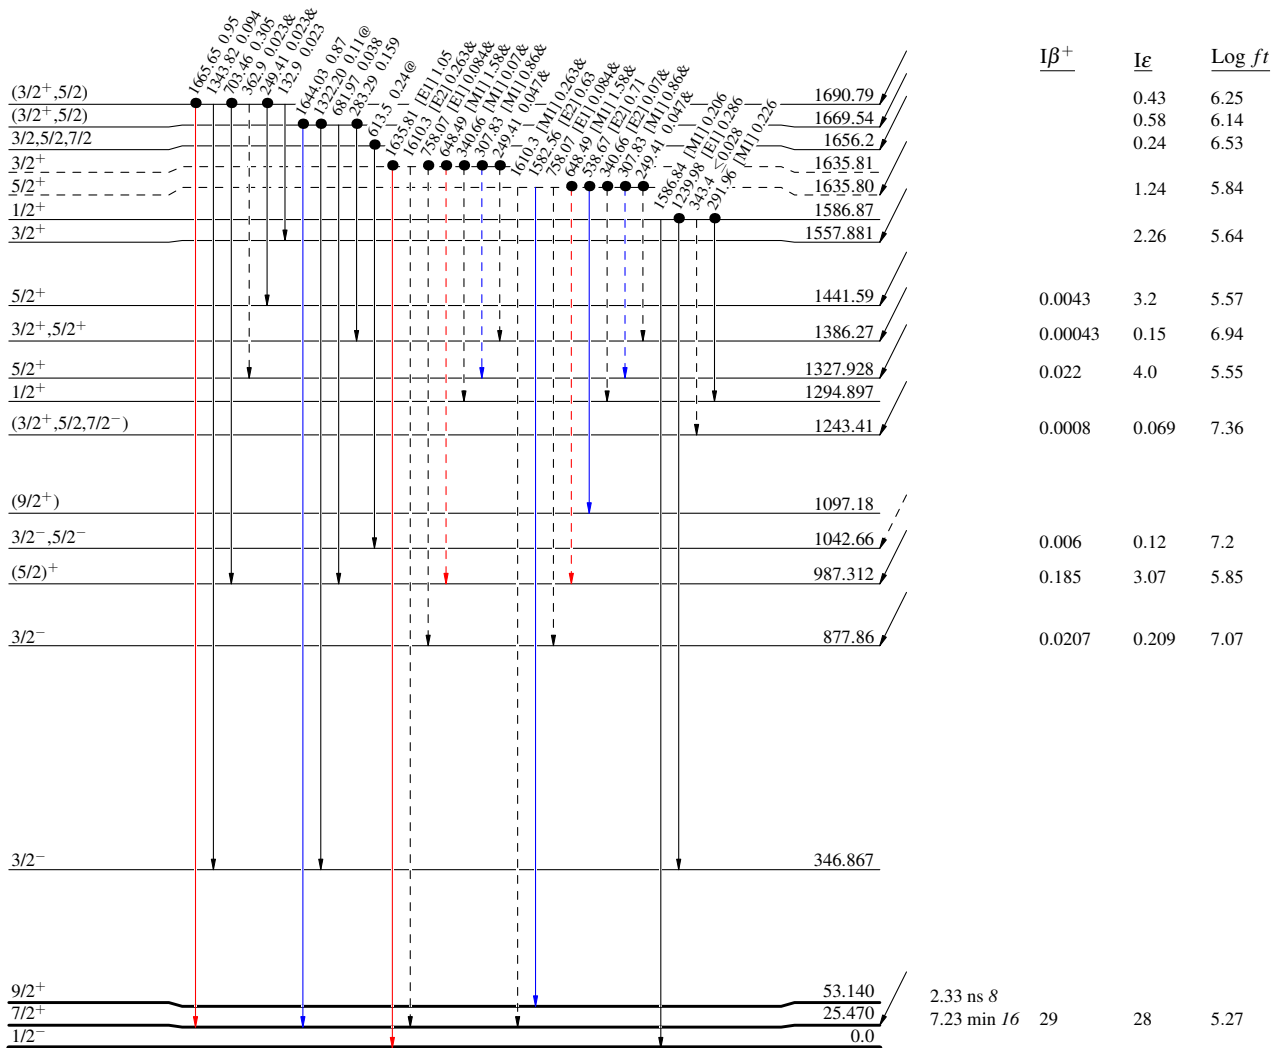 1665.65 0.95
1343.82 0.094
703.46 0.305
362.9 0.023&
249.41 0.023&
132.9 0.023
1644.03 0.87
1322.20 0.11@
681.97 0.038
283.29 0.159
613.5 0.24@
1635.81 [E1] 1.05
1610.3 [E2] 0.263&
758.07 [E1] 0.084&
648.49 [M1] 1.58&
340.66 [M1] 0.07&
307.83 [M1] 0.86&
249.41 0.047&
1610.3 [M1] 0.263&
1582.56 [E2] 0.63
758.07 [E1] 0.084&
648.49 [M1] 1.58&
538.67 [E2] 0.71
340.66 [E2] 0.07&
307.83 [M1] 0.86&
249.41 0.047&
1586.84 [M1] 0.206
1239.98 [E1] 0.286
343.4 ≤0.028
291.96 [M1] 0.226
Iβ+ Iε Log ft
(3/2+,5/2) 1690.79 0.43 6.25
(3/2+,5/2) 1669.54 0.58 6.14
3/2,5/2,7/2 1656.2 0.24 6.53
3/2+ 1635.81
5/2+ 1635.80 1.24 5.84
1/2+ 1586.87
3/2+ 1557.881 2.26 5.64
5/2+ 1441.59 0.0043 3.2 5.57
3/2+,5/2+ 1386.27 0.00043 0.15 6.94
5/2+ 1327.928 0.022 4.0 5.55
1/2+ 1294.897
(3/2+,5/2,7/2−) 1243.41 0.0008 0.069 7.36
(9/2+) 1097.18
3/2−,5/2− 1042.66 0.006 0.12 7.2
(5/2)+ 987.312 0.185 3.07 5.85
3/2− 877.86 0.0207 0.209 7.07
3/2− 346.867
9/2+ 53.140 2.33 ns 8
7/2+ 25.470 7.23 min 16 29 28 5.27
1/2− 0.0